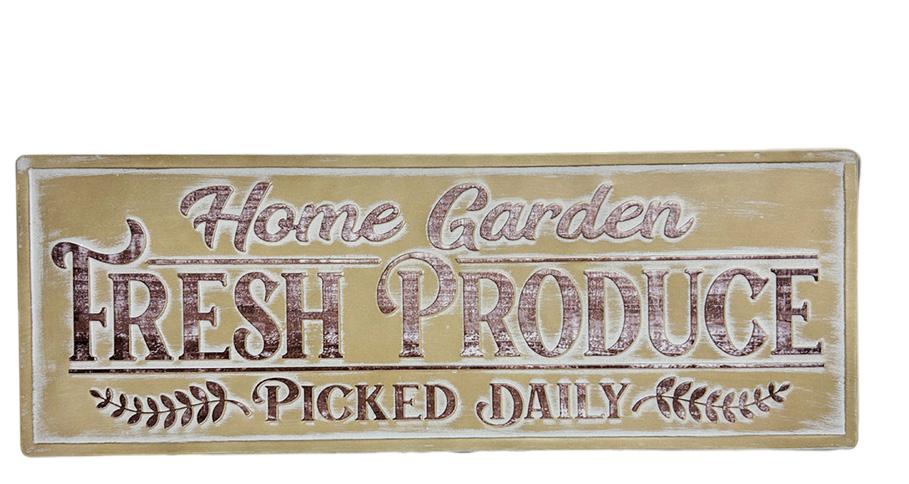 Home Garden
FRESH PRODUCE
PICKED DAILY